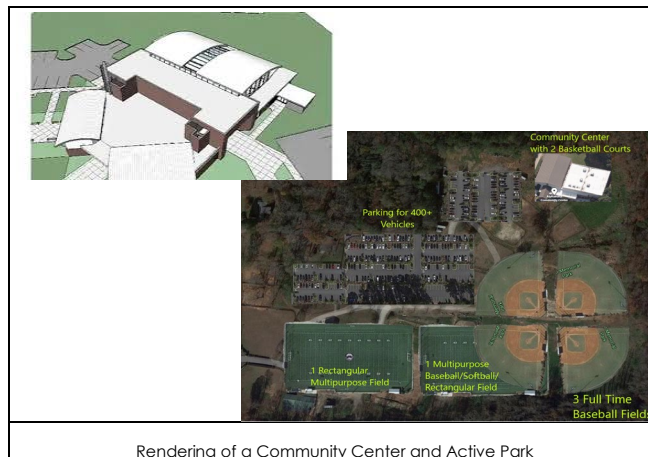 Community Center
with 2 Basketball Courts
Parking for 400+
Vehicles
1 Rectangular
Multipurpose Field
1 Multipurpose
Baseball/Softball/
Rectangular Field
3 Full Time
Baseball Fields
Rendering of a Community Center and Active Park